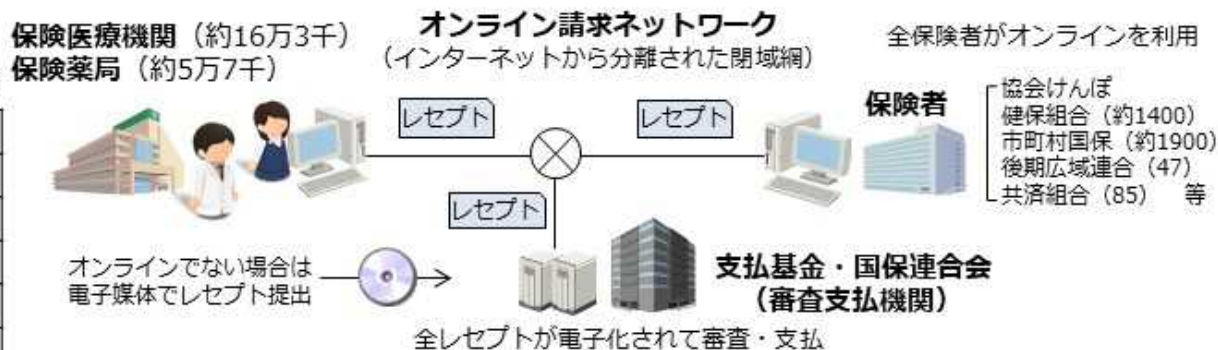 保険医療機関（約16万3千）
保険薬局（約5万7千）
オンライン請求ネットワーク
（インターネットから分離された閉域網）
全保険者がオンラインを利用
レセプト
レセプト
保険者
協会けんぽ
健保組合（約1400）
市町村国保（約1900）
後期広域連合（47）
共済組合（85）　等
レセプト
オンラインでない場合は
電子媒体でレセプト提出
支払基金・国保連合会
（審査支払機関）
全レセプトが電子化されて審査・支払